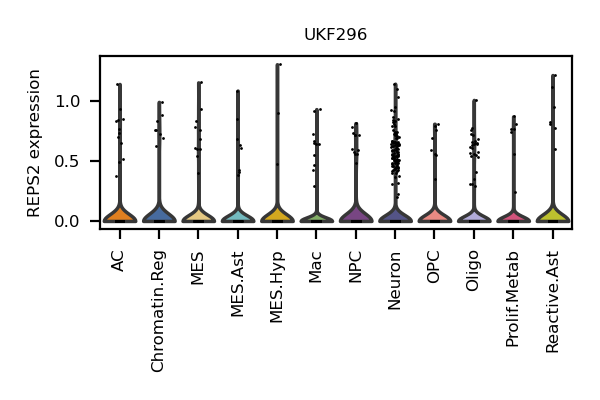 UKF296
REPS2 expression
1.0
0.5
0.0
AC
Chromatin.Reg
MES
MES.Ast
MES.Hyp
Mac
NPC
Neuron
OPC
Oligo
Prolif.Metab
Reactive.Ast